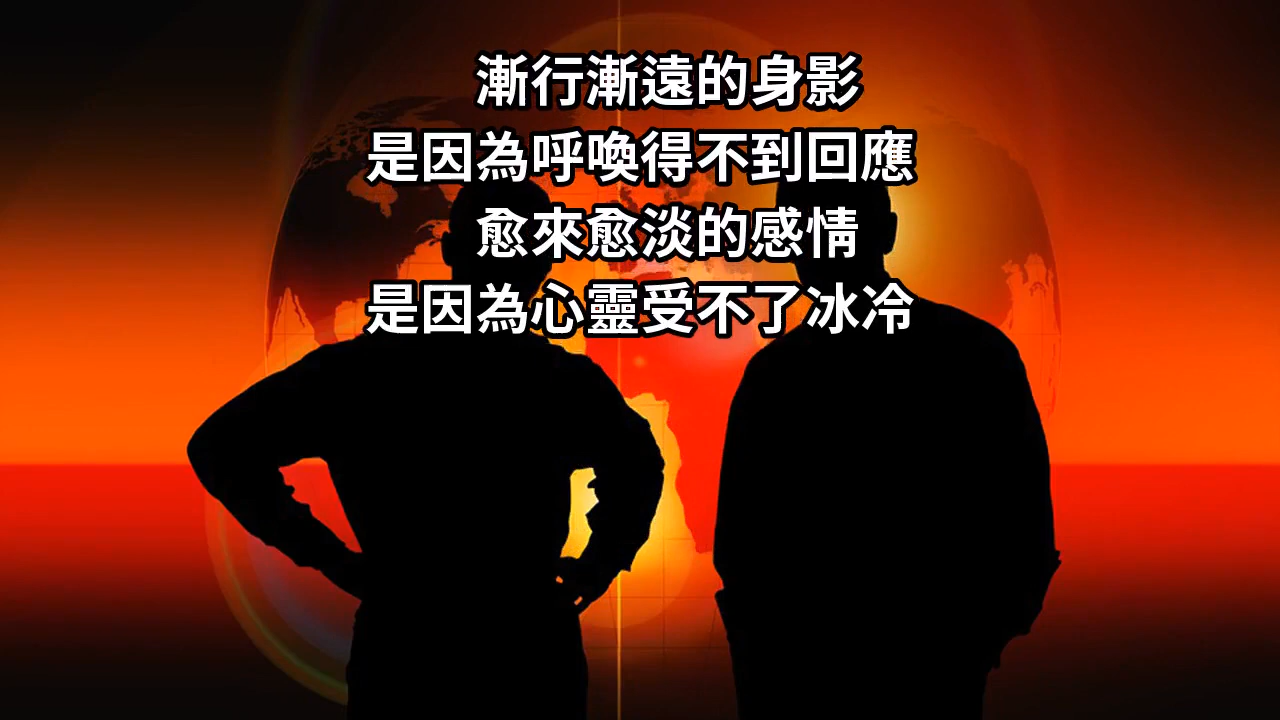 漸行漸遠的身影
是因為呼喚得不到回應
愈來愈淡的感情
是因為心靈受不了冰冷